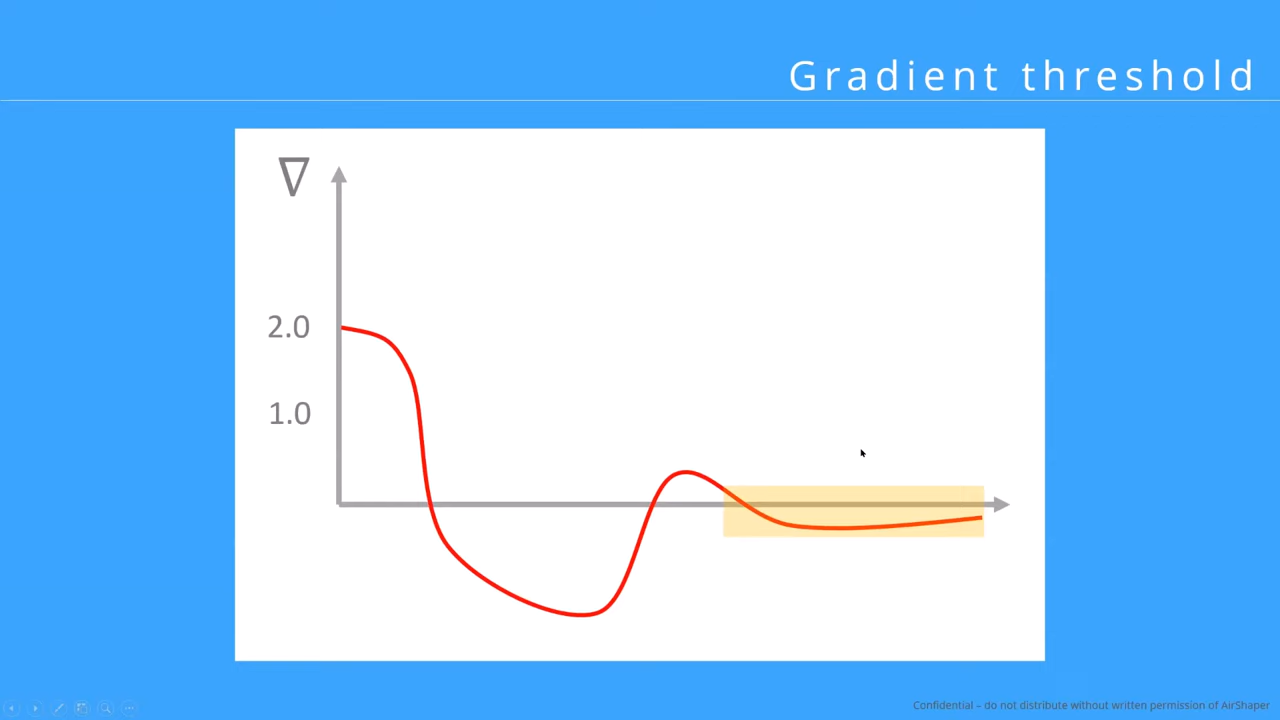 Gradient threshold
∇
2.0
1.0
Confidential – do not distribute without written permission of AirShaper